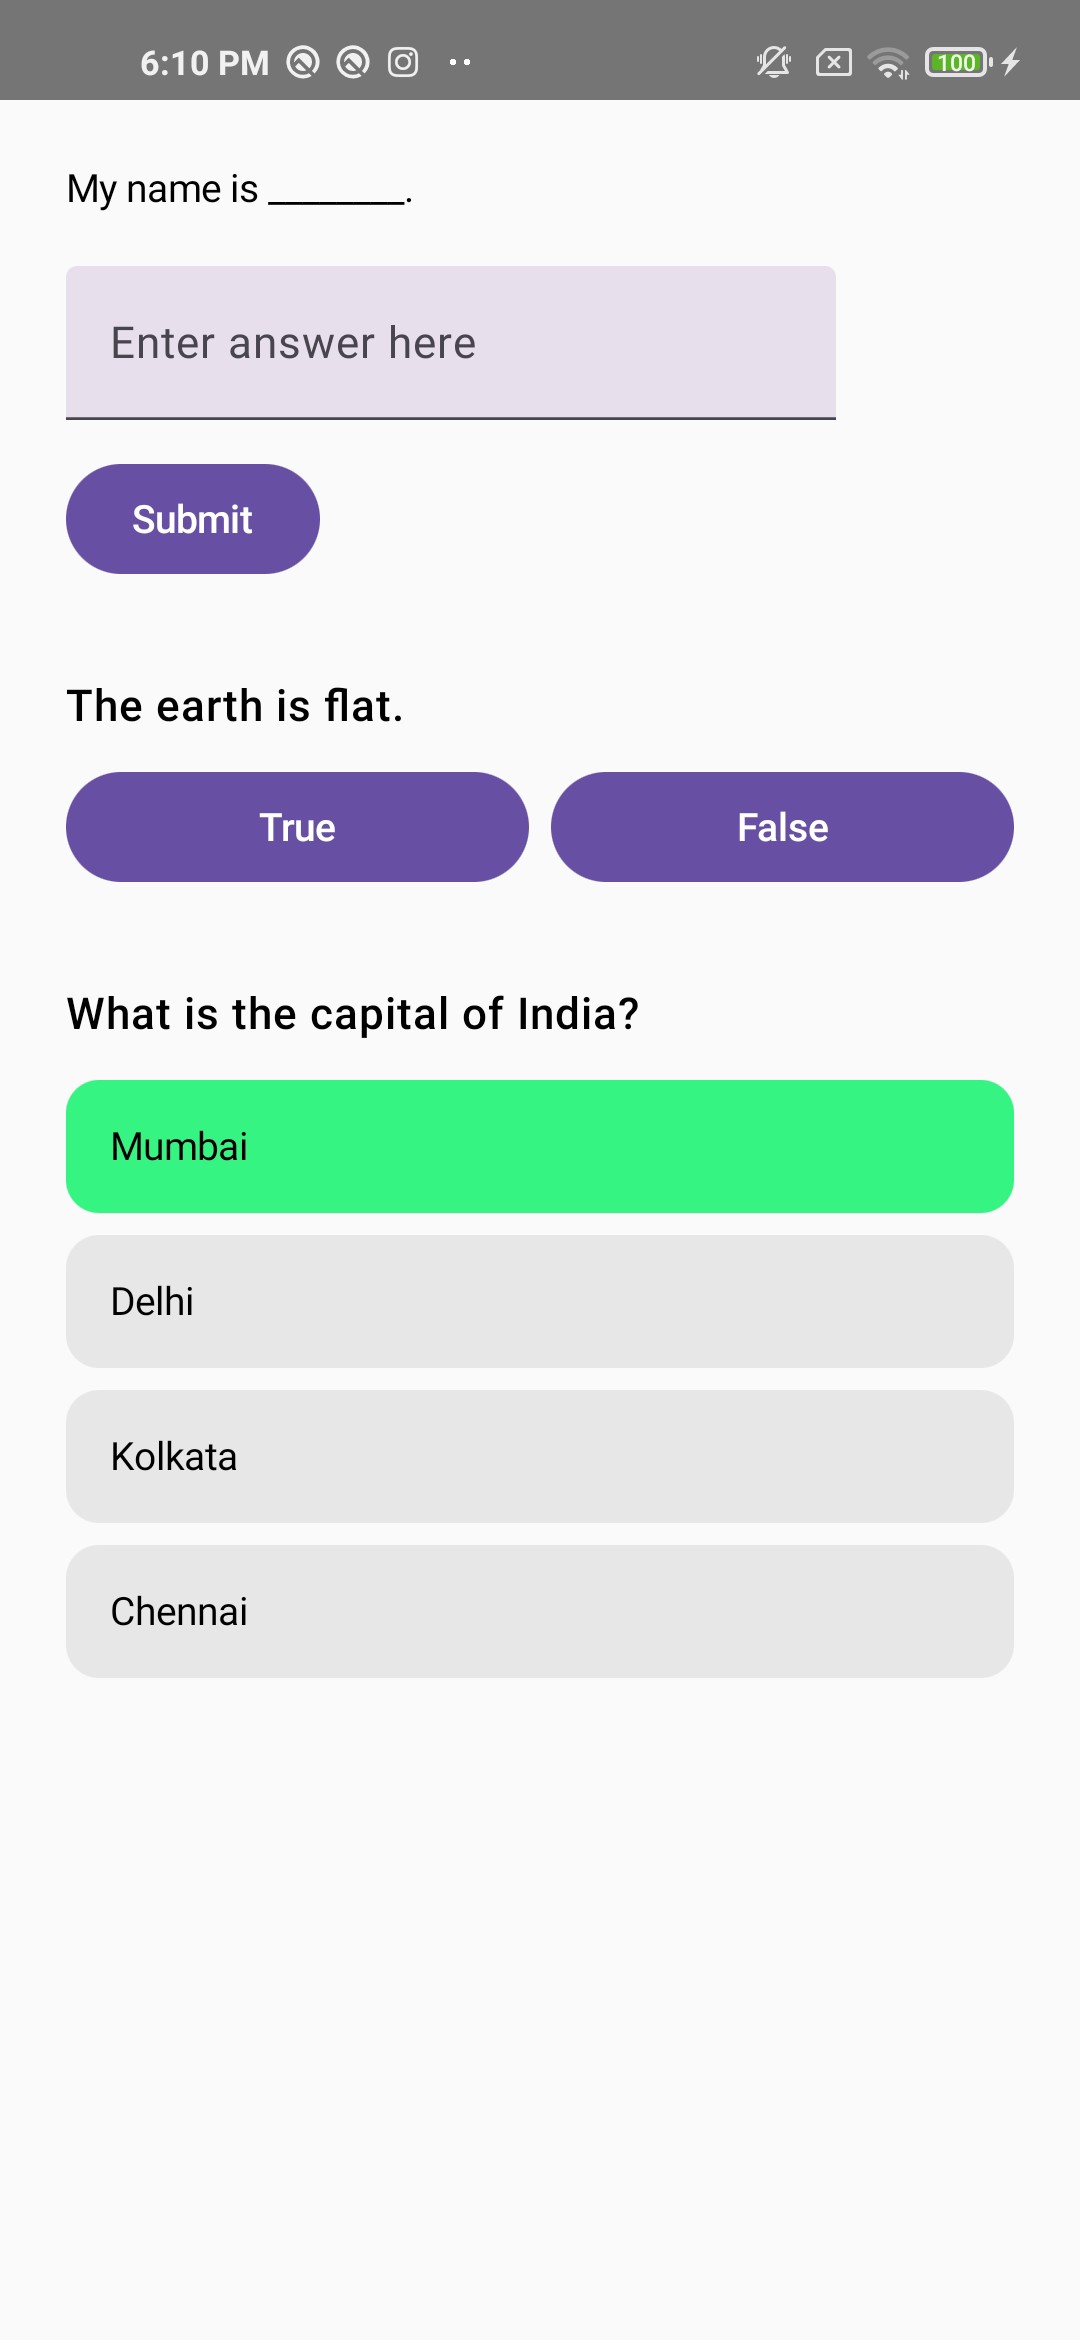 6:10 PM
100
My name is ________.
Enter answer here
Submit
The earth is flat.
True
False
What is the capital of India?
Mumbai
Delhi
Kolkata
Chennai